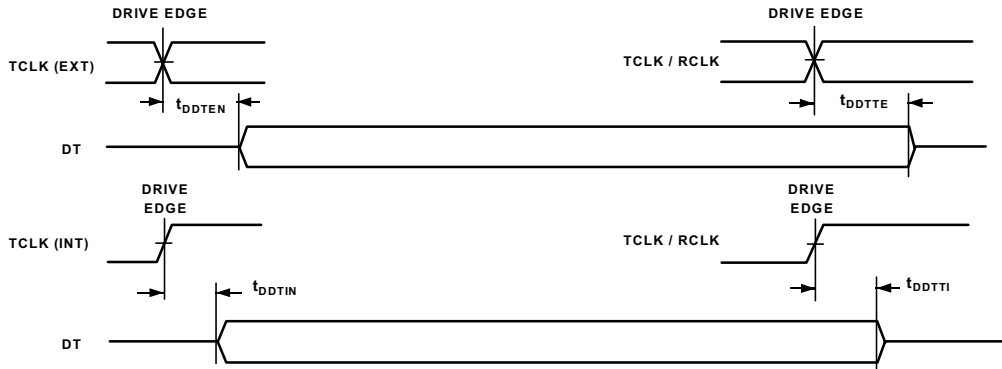 DRIVE EDGE
DRIVE EDGE
TCLK (EXT)
TCLK / RCLK
tDDTEN
tDDTTE
DT
DRIVE
EDGE
DRIVE
EDGE
TCLK (INT)
TCLK / RCLK
tDDTIN
tDDTTI
DT